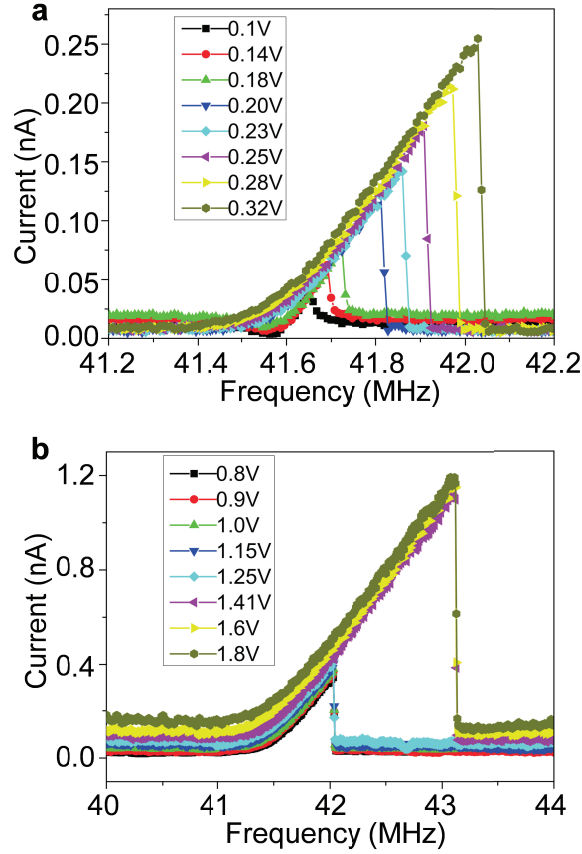 a
0.1V
0.14V
0.18V
0.20V
0.23V
0.25V
0.28V
0.32V
0.25
0.20
0.15
0.10
0.05
0.00
Current (nA)
41.2 41.4 41.6 41.8 42.0 42.2
Frequency (MHz)
b
0.8V
0.9V
1.0V
1.15V
1.25V
1.41V
1.6V
1.8V
1.2
0.8
0.4
0.0
Current (nA)
40 41 42 43 44
Frequency (MHz)